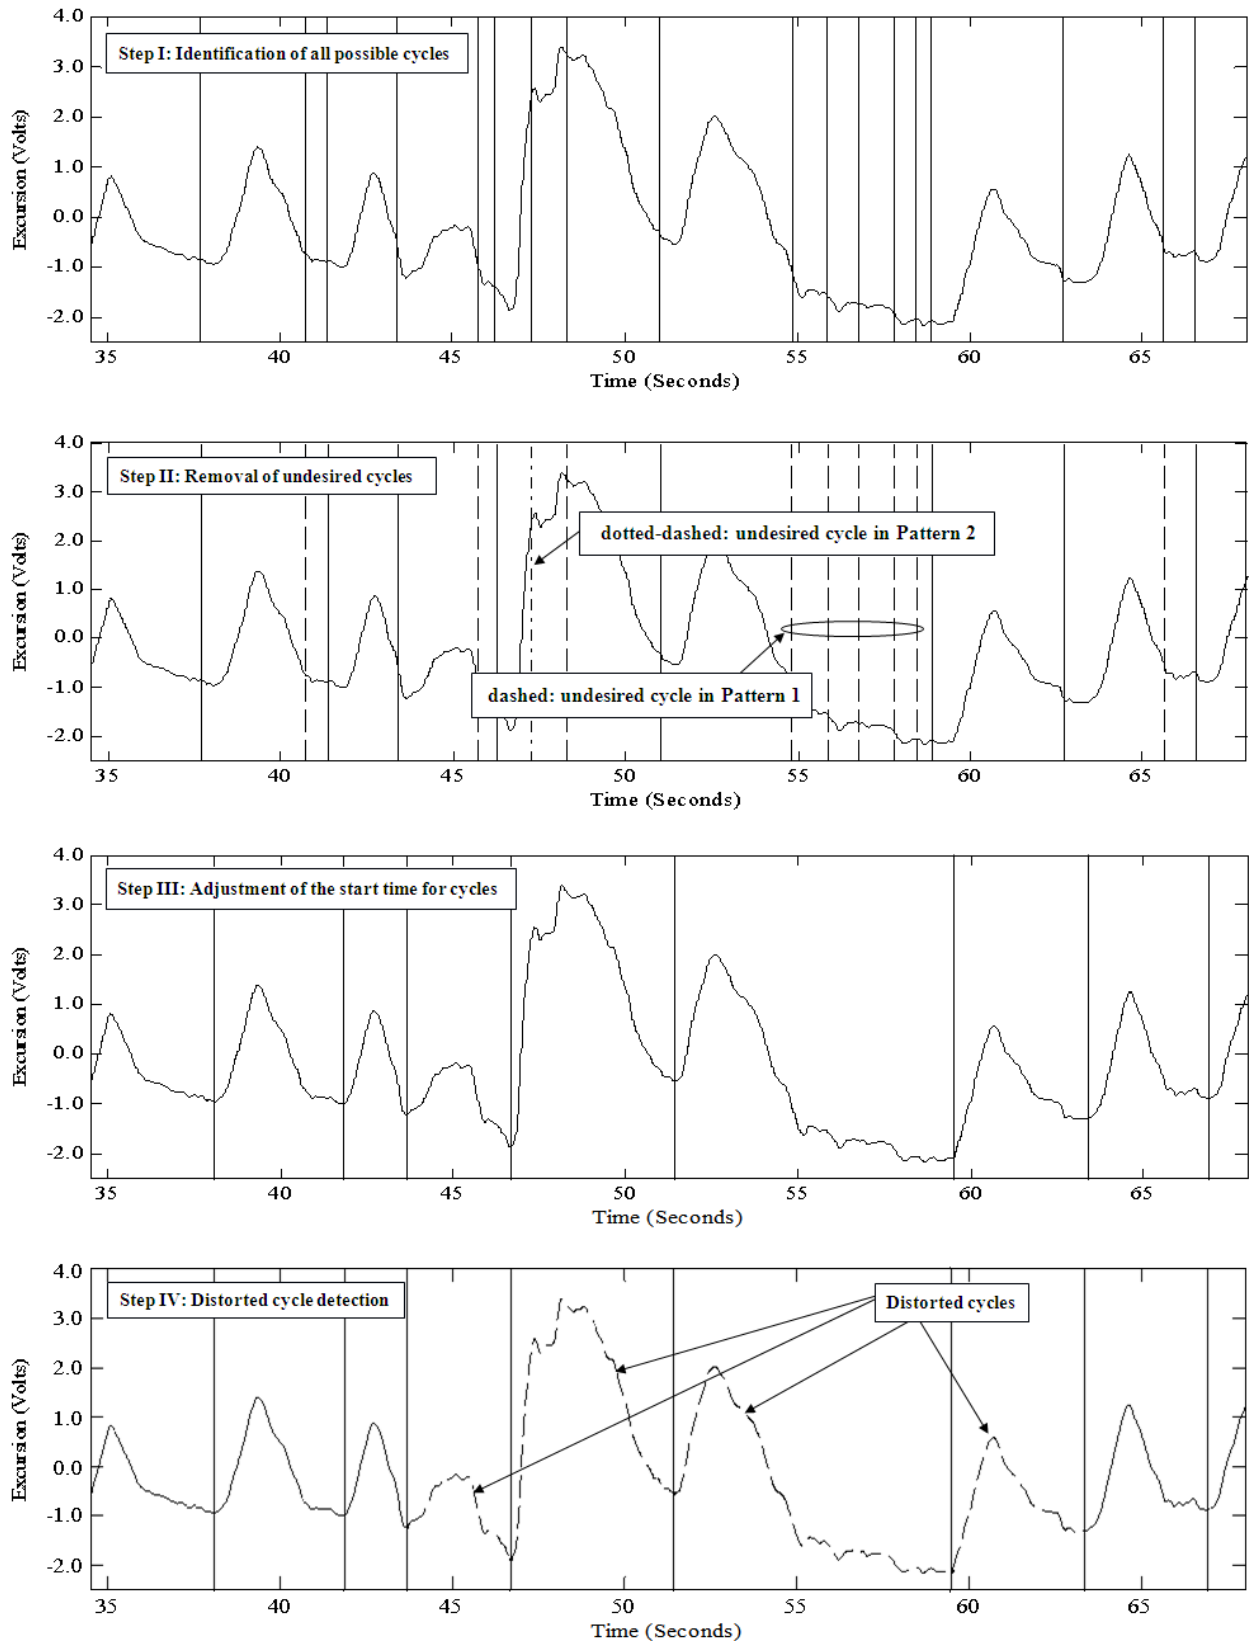 4.0
Step I: Identification of all possible cycles
3.0
2.0
1.0
0.0
-1.0
-2.0
Excursion (Volts)
35 40 45 50 55 60 65
Time (Seconds)
4.0
Step II: Removal of undesired cycles
3.0
dotted-dashed: undesired cycle in Pattern 2
2.0
1.0
0.0
dashed: undesired cycle in Pattern 1
-1.0
-2.0
Excursion (Volts)
35 40 45 50 55 60 65
Time (Seconds)
4.0
Step III: Adjustment of the start time for cycles
3.0
2.0
1.0
0.0
-1.0
-2.0
Excursion (Volts)
35 40 45 50 55 60 65
Time (Seconds)
4.0
Step IV: Distorted cycle detection
Distorted cycles
3.0
2.0
1.0
0.0
-1.0
-2.0
Excursion (Volts)
35 40 45 50 55 60 65
Time (Seconds)